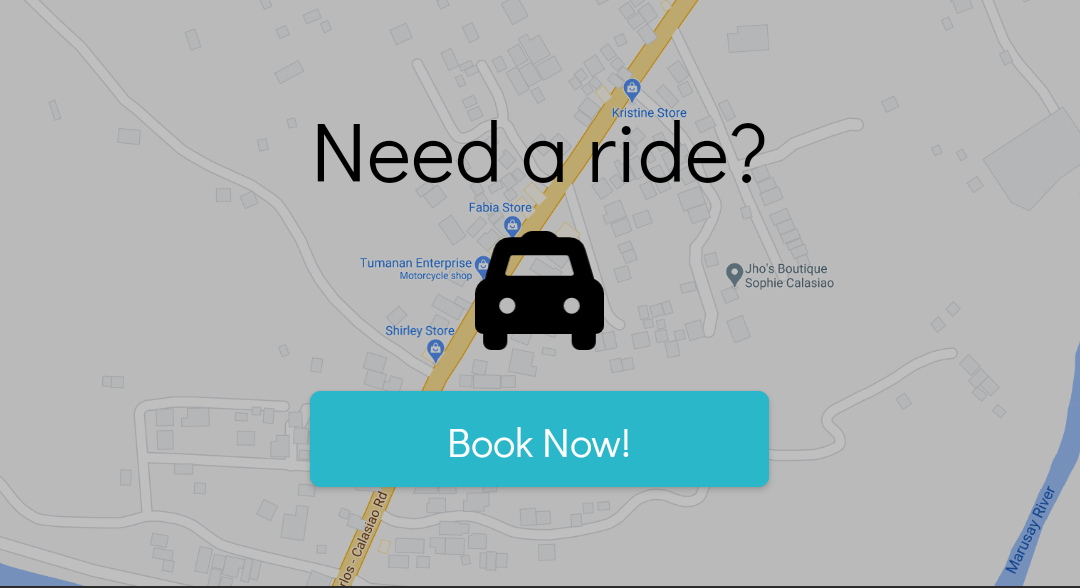 Kristine Store
Need a ride?
Fabia Store
Tumanan Enterprise
Motorcycle shop
Jho's Boutique
Sophie Calasiao
Shirley Store
Book Now!
Calasiao Rd
Marusay River